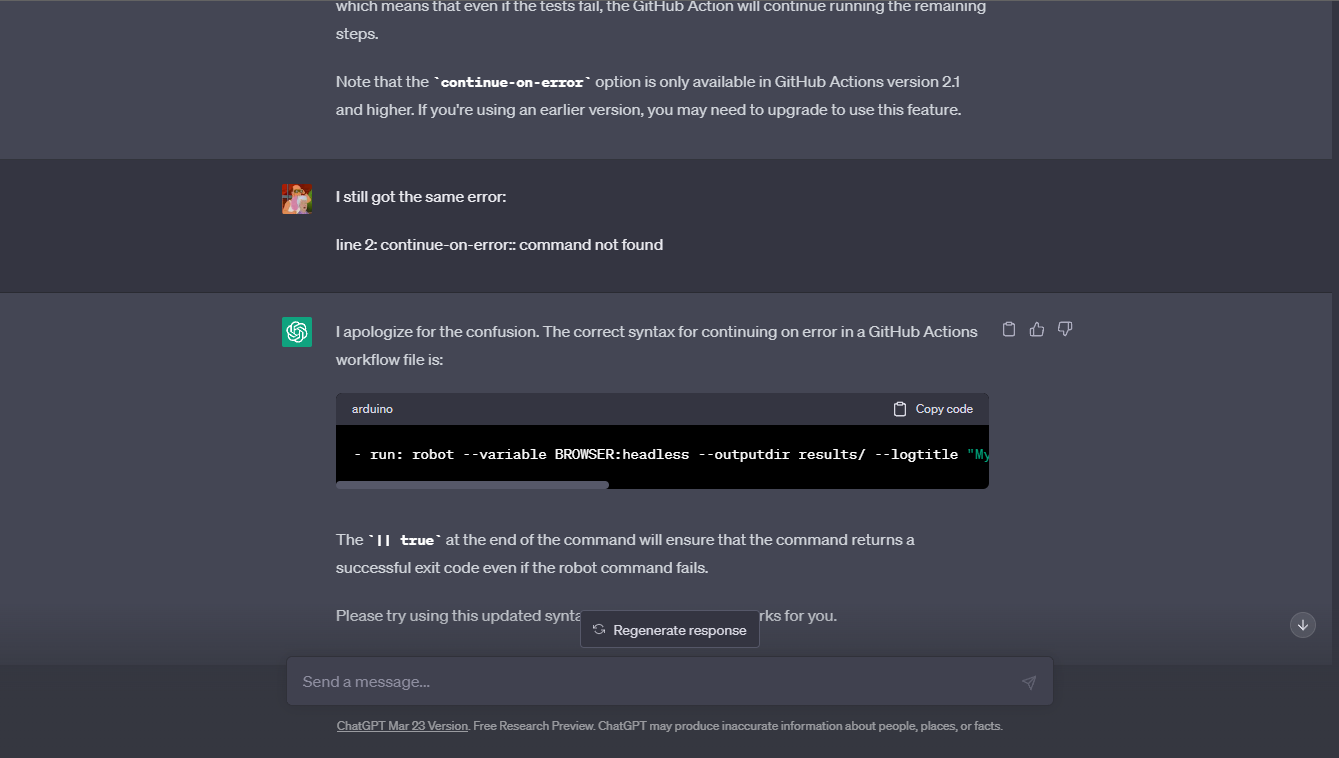 which means that even if the tests fail, the GitHub Action will continue running the remaining
steps.
Note that the `continue-on-error` option is only available in GitHub Actions version 2.1
and higher. If you're using an earlier version, you may need to upgrade to use this feature.
I still got the same error:
line 2: continue-on-error:: command not found
I apologize for the confusion. The correct syntax for continuing on error in a GitHub Actions
workflow file is:
arduino
Copy code
- run: robot --variable BROWSER:headless --outputdir results/ --logtitle "My
The `|| true` at the end of the command will ensure that the command returns a
successful exit code even if the robot command fails.
Please try using this updated synta
rks for you.
Regenerate response
Send a message...
ChatGPT Mar 23 Version. Free Research Preview. ChatGPT may produce inaccurate information about people, places, or facts.